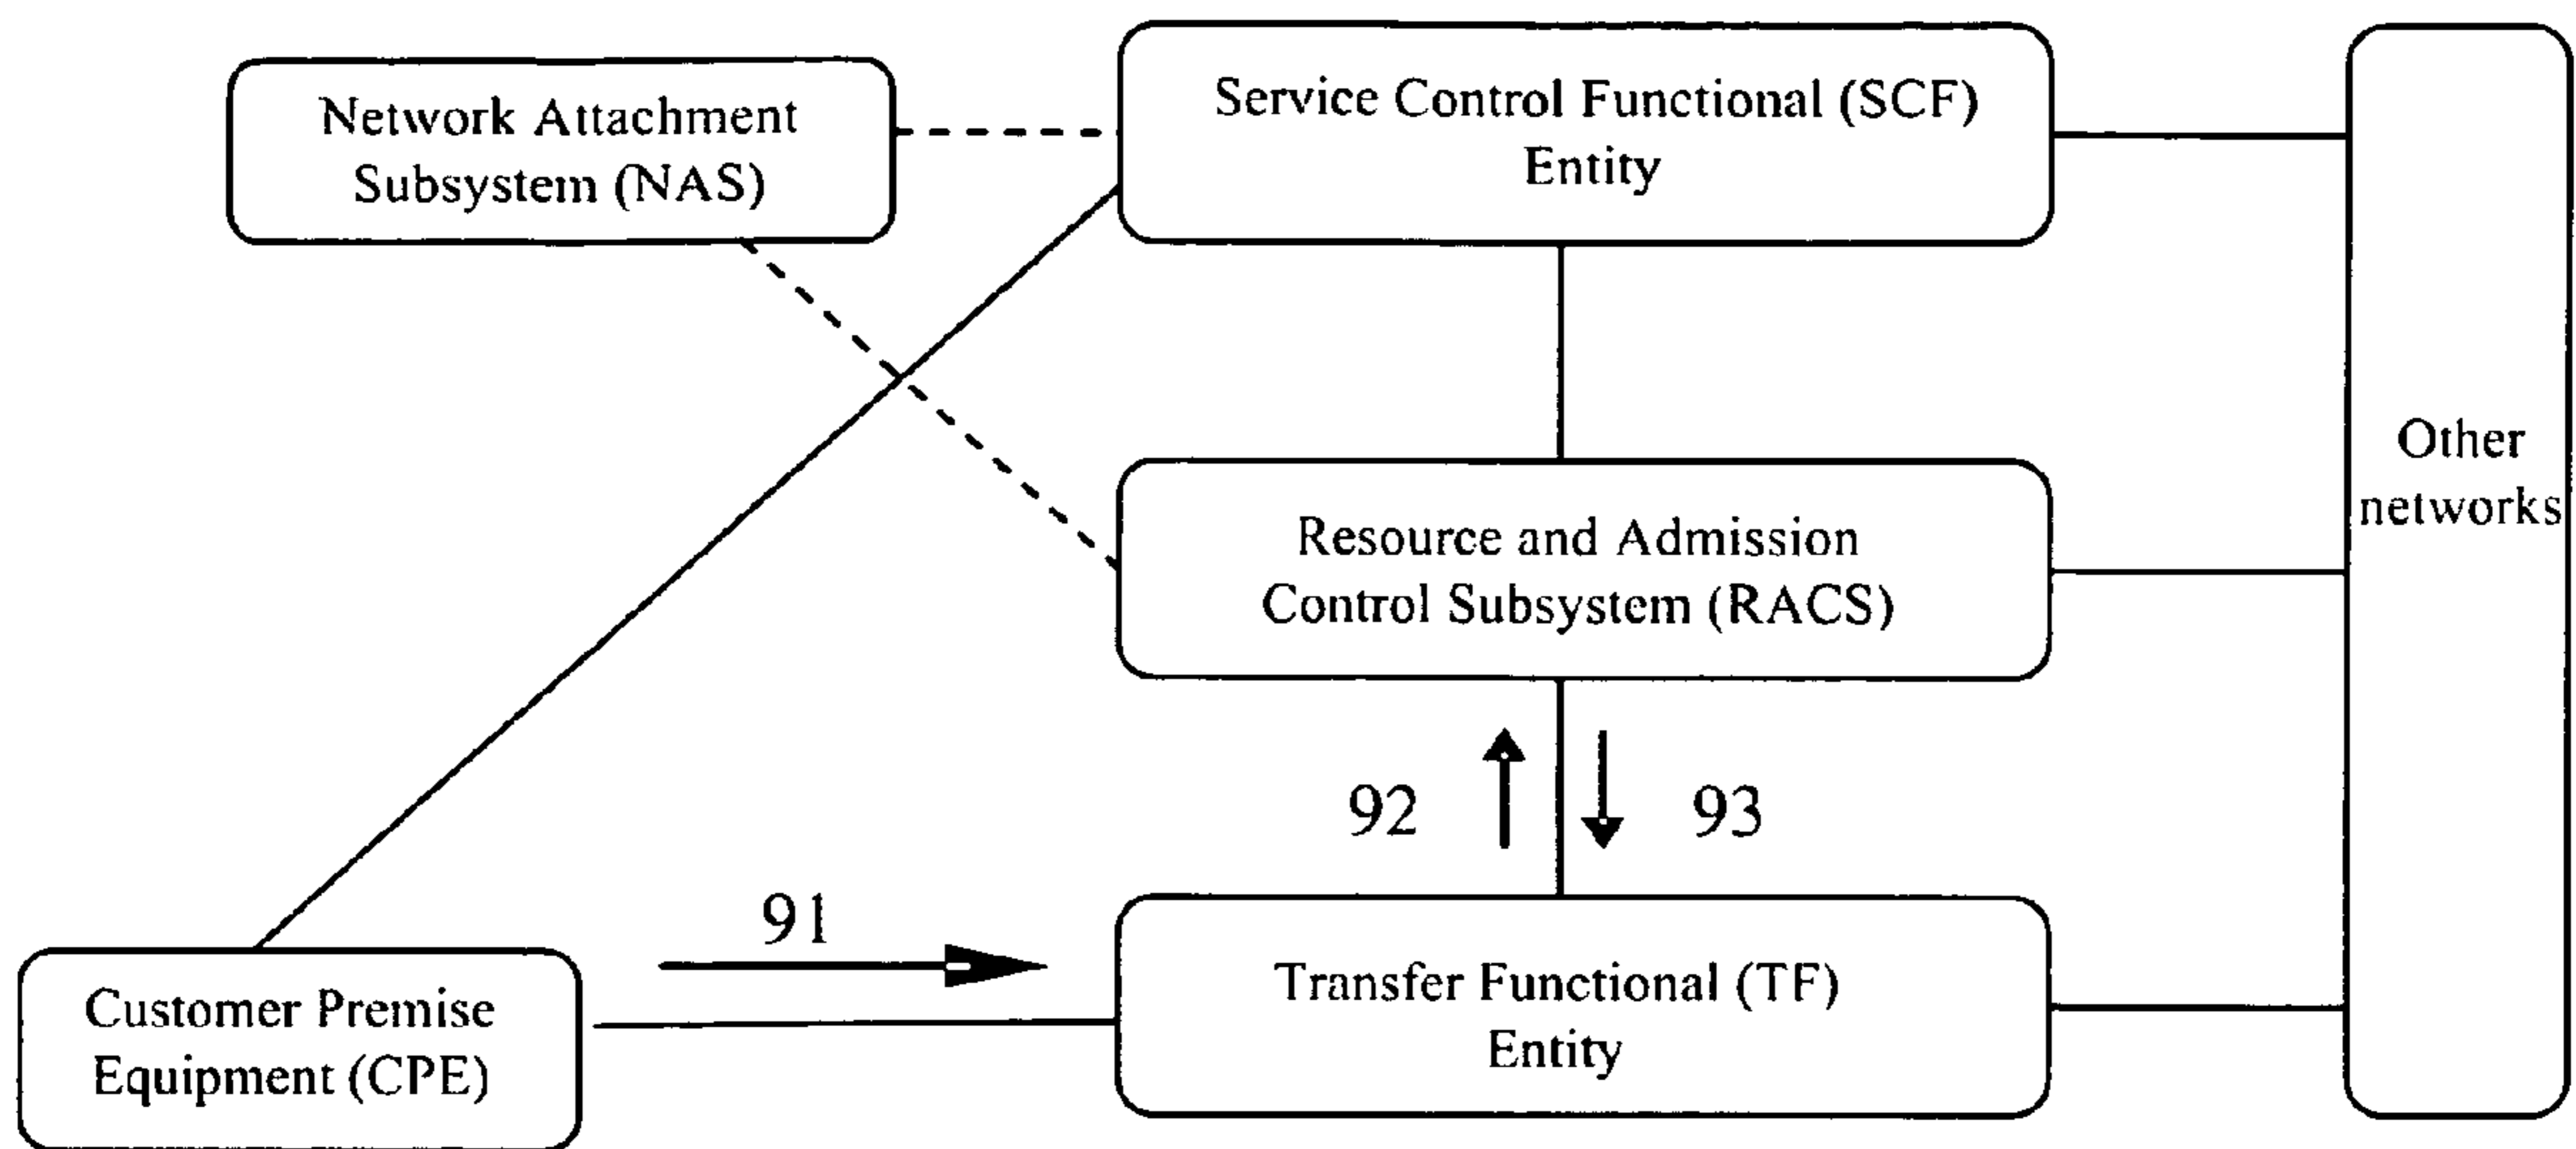 Network Attachment
Subsystem (NAS)
Service Control Functional (SCF)
Entity
Other
networks
Resource and Admission
Control Subsystem (RACS)
92
93
91
Customer Premise
Equipment (CPE)
Transfer Functional (TF)
Entity